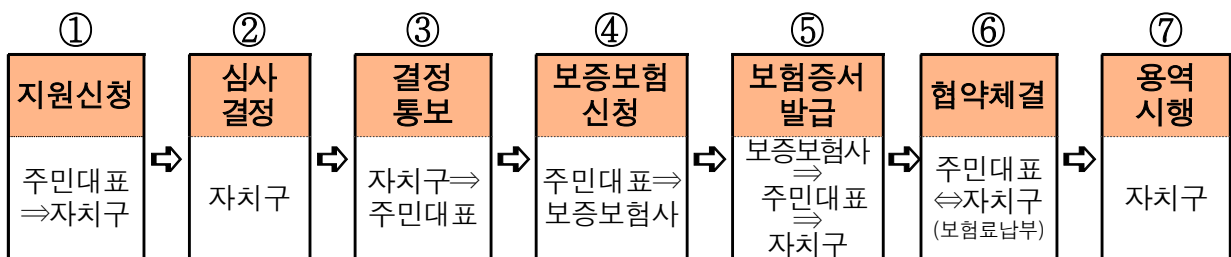 ①
지원신청
주민대표
⇒자치구
②
심사
결정
자치구
③
결정
통보
자치구⇒
주민대표
④
보증보험
신청
주민대표⇒
보증보험사
⑤
보험증서
발급
보증보험사
⇒
주민대표
⇒
자치구
⑥
협약체결
주민대표
⇔자치구
(보험료납부)
⑦
용역
시행
자치구